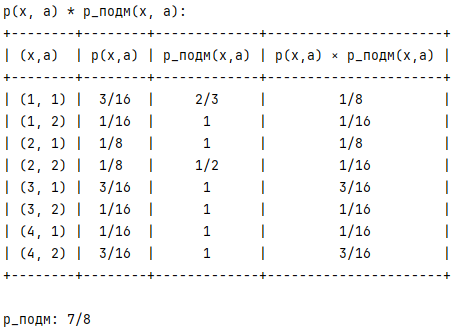 p(x, a) * p_подм(x, a):
+--------+--------+-------------+----------------------+
| (x,a) | p(x,a) | p_подм(x,a) | p(x,a) × p_подм(x,a) |
+--------+--------+-------------+----------------------+
| (1, 1) | 3/16 | 2/3 | 1/8 |
| (1, 2) | 1/16 | 1 | 1/16 |
| (2, 1) | 1/8 | 1 | 1/8 |
| (2, 2) | 1/8 | 1/2 | 1/16 |
| (3, 1) | 3/16 | 1 | 3/16 |
| (3, 2) | 1/16 | 1 | 1/16 |
| (4, 1) | 1/16 | 1 | 1/16 |
| (4, 2) | 3/16 | 1 | 3/16 |
+--------+--------+-------------+----------------------+
p_подм: 7/8